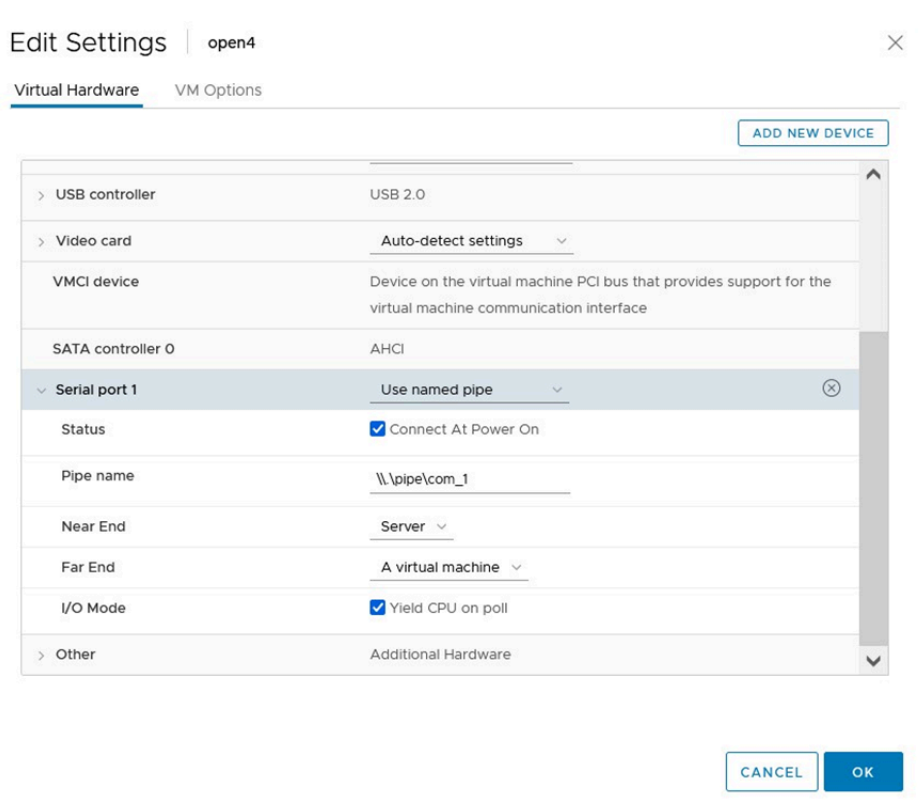 Edit Settings open4
Virtual Hardware VM Options
ADD NEW DEVICE
USB controller USB 2.0
Video card Auto-detect settings
VMCI device Device on the virtual machine PCI bus that provides support for the
virtual machine communication interface
SATA controller 0 AHCI
Serial port 1 Use named pipe
Status Connect At Power On
Pipe name \\.\pipe\com_1
Near End Server
Far End A virtual machine
I/O Mode Yield CPU on poll
Other Additional Hardware
CANCEL OK